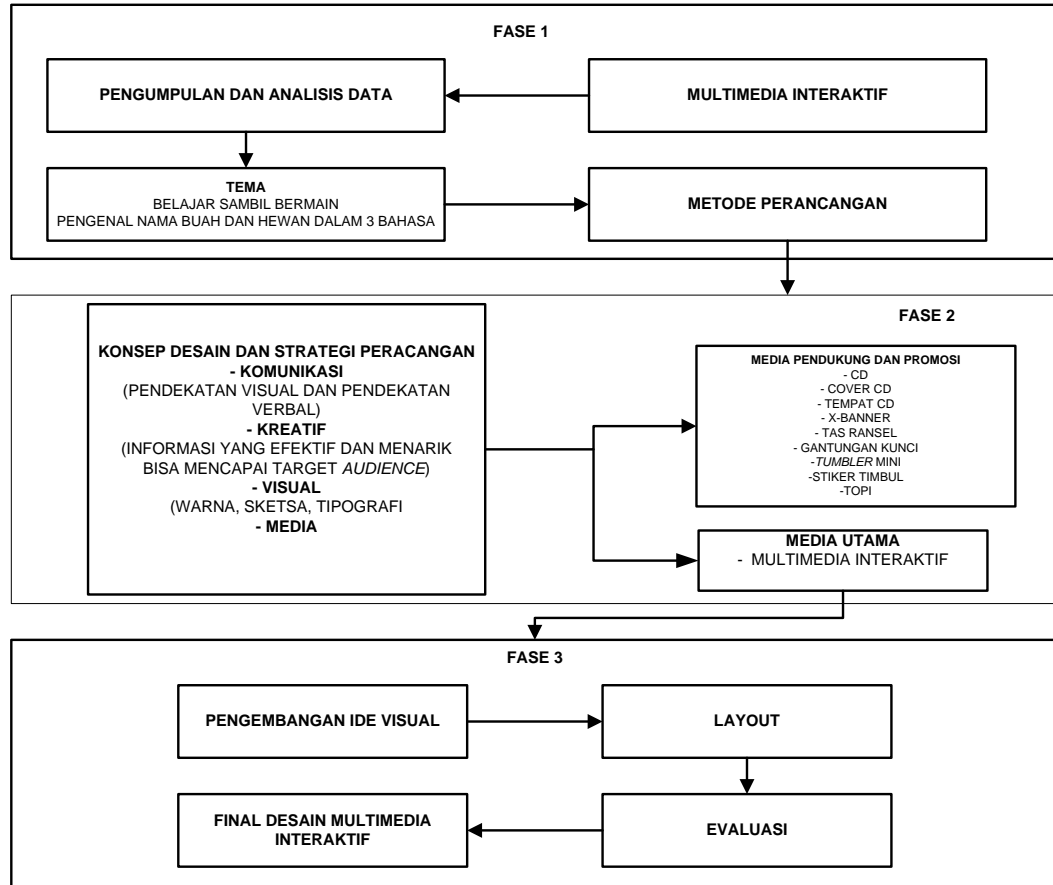 FASE 1
PENGUMPULAN DAN ANALISIS DATA
MULTIMEDIA INTERAKTIF
TEMA
BELAJAR SAMBIL BERMAIN
PENGENAL NAMA BUAH DAN HEWAN DALAM 3 BAHASA
METODE PERANCANGAN
FASE 2
KONSEP DESAIN DAN STRATEGI PERACANGAN
- KOMUNIKASI
(PENDEKATAN VISUAL DAN PENDEKATAN
VERBAL)
- KREATIF
(INFORMASI YANG EFEKTIF DAN MENARIK
BISA MENCAPAI TARGET AUDIENCE)
- VISUAL
(WARNA, SKETSA, TIPOGRAFI
- MEDIA
MEDIA PENDUKUNG DAN PROMOSI
- CD
- COVER CD
- TEMPAT CD
- X-BANNER
- TAS RANSEL
- GANTUNGAN KUNCI
-TUMBLER MINI
-STIKER TIMBUL
-TOPI
MEDIA UTAMA
- MULTIMEDIA INTERAKTIF
FASE 3
PENGEMBANGAN IDE VISUAL
LAYOUT
FINAL DESAIN MULTIMEDIA
INTERAKTIF
EVALUASI